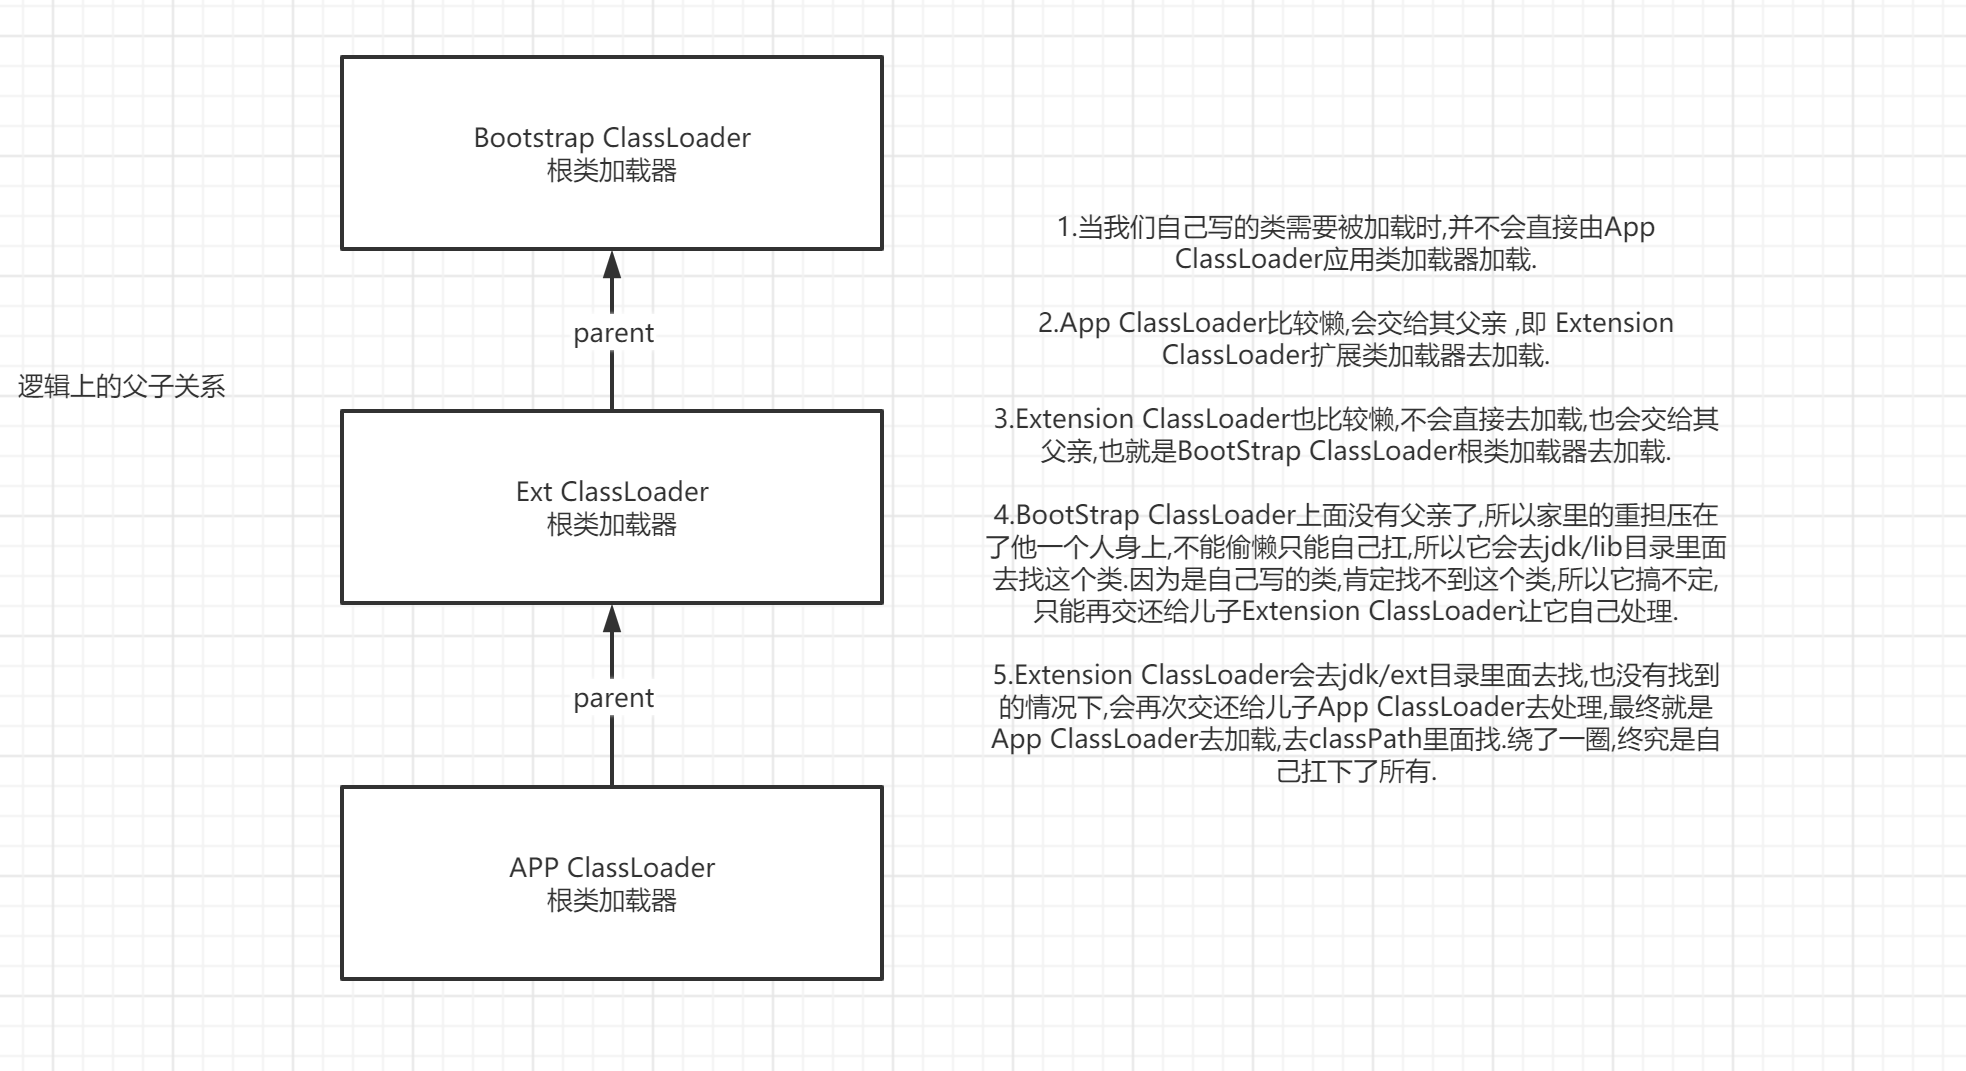 Bootstrap ClassLoader
根类加载器
parent
逻辑上的父子关系
Ext ClassLoader
根类加载器
parent
APP ClassLoader
根类加载器
1.当我们自己写的类需要被加载时,并不会直接由App
ClassLoader应用类加载器加载.
2.App ClassLoader比较懒,会交给其父亲 ,即 Extension
ClassLoader扩展类加载器去加载.
3.Extension ClassLoader也比较懒,不会直接去加载,也会交给其
父亲,也就是BootStrap ClassLoader根类加载器去加载.
4.BootStrap ClassLoader上面没有父亲了,所以家里的重担压在
了他一个人身上,不能偷懒只能自己扛,所以它会去jdk/lib目录里面
去找这个类.因为是自己写的类,肯定找不到这个类,所以它搞不定,
只能再交还给儿子Extension ClassLoader让它自己处理.
5.Extension ClassLoader会去jdk/ext目录里面去找,也没有找到
的情况下,会再次交还给儿子App ClassLoader去处理,最终就是
App ClassLoader去加载,去classPath里面找.绕了一圈,终究是自
己扛下了所有.